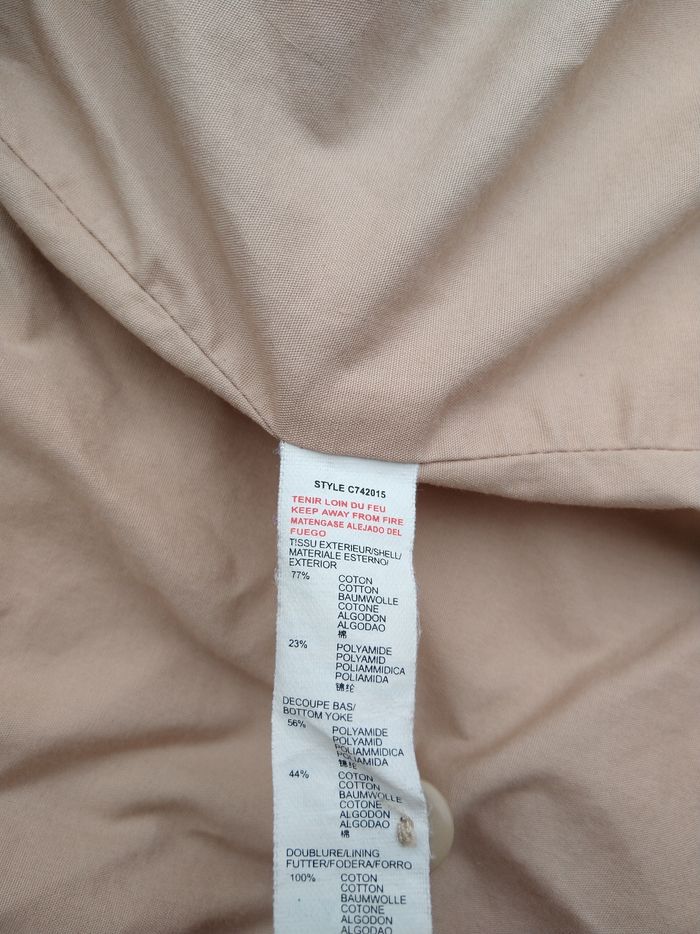 STYLE C742015
TENIR LOIN DU FEU
KEEP AWAY FROM FIRE
MATENGASE ALEJADO DEL
FUEGO
TISSU EXTERIEUR/SHELL/
MATERIALE ESTERNO/
EXTERIOR
77% COTON
COTTON
BAUMWOLLE
COTONE
ALGODON
ALGODAO
棉
23% POLYAMIDE
POLYAMID
POLIAMMIDICA
POLIAMIDA
锦纶
DECOUPE BAS/
BOTTOM YOKE
56% POLYAMIDE
POLYAMID
POLIAMMIDICA
POLIAMIDA
锦纶
44% COTON
COTTON
BAUMWOLLE
COTONE
ALGODON
ALGODAO
棉
DOUBLURE/LINING
FUTTER/FODERA/FORRO
100% COTON
COTTON
BAUMWOLLE
COTONE
ALGODON
ALGODAO